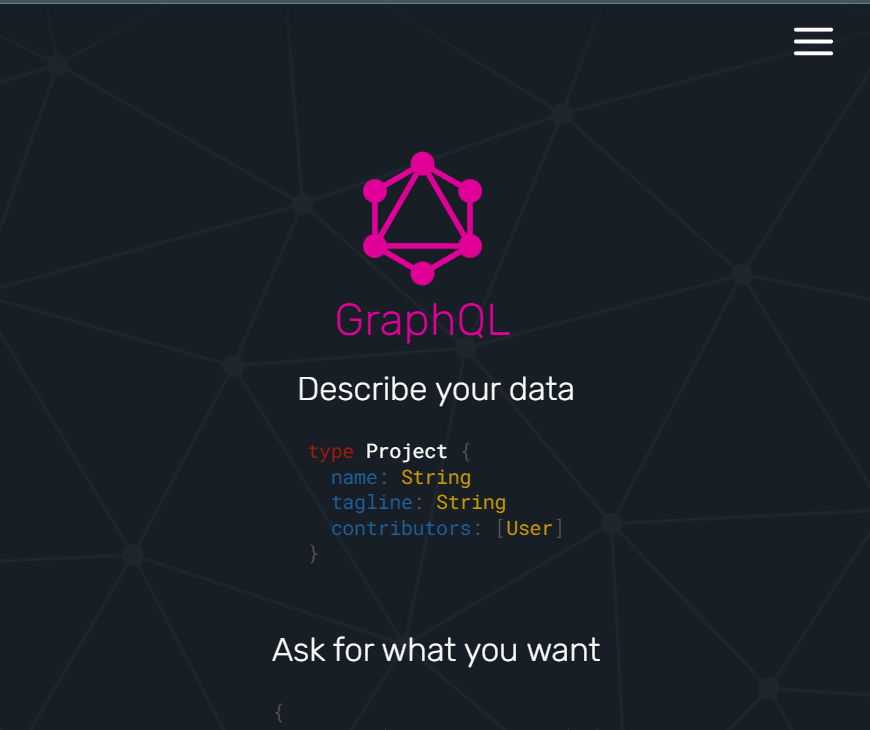 GraphQL
Describe your data
type Project {
  name: String
  tagline: String
  contributors: [User]
}
Ask for what you want
{